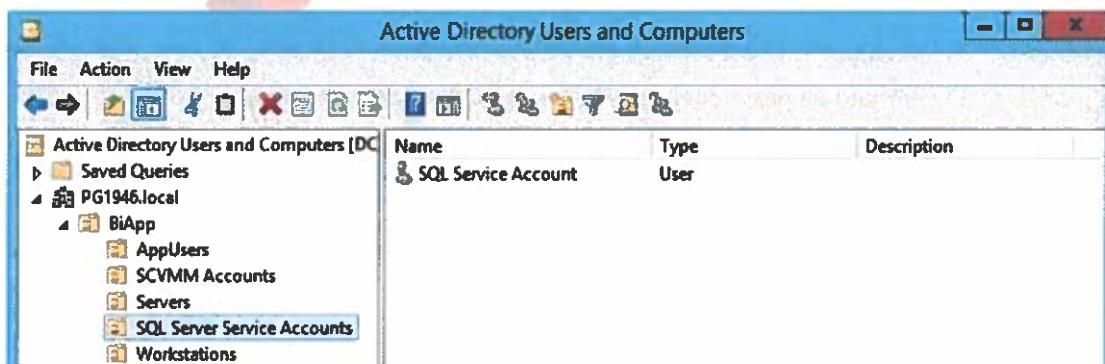 Active Directory Users and Computers
File Action View Help
Active Directory Users and Computers [DC
Name Type Description
Saved Queries
SQL Service Account User
PG1946.local
BiApp
AppUsers
SCVMM Accounts
Servers
SQL Server Service Accounts
Workstations